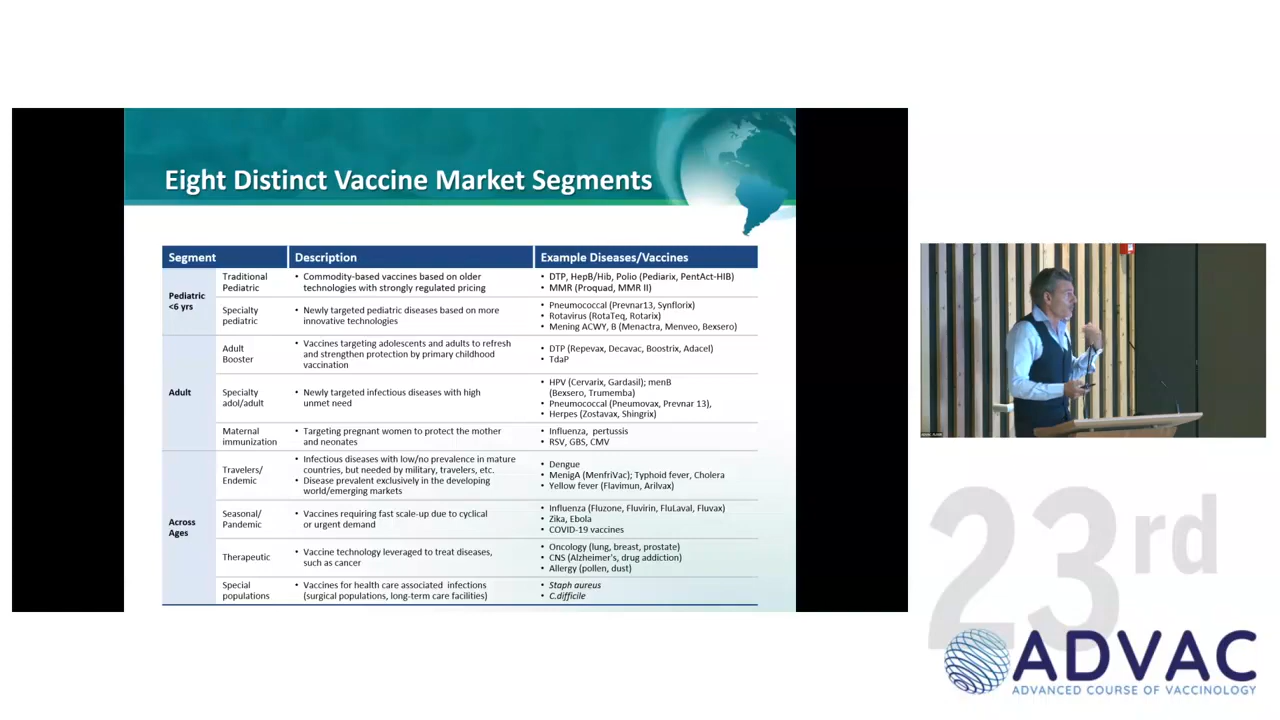 Eight Distinct Vaccine Market Segments
Segment
Description
Example Diseases/Vaccines
Pediatric
<6 yrs
Traditional
Pediatric
• Commodity-based vaccines based on older
technologies with strongly regulated pricing
• DTP, HepB/Hib, Polio (Pediarix, PentAct-HIB)
• MMR (Proquad, MMR II)
Specialty
pediatric
• Newly targeted pediatric diseases based on more
innovative technologies
• Pneumococcal (Prevnar13, Synflorix)
• Rotavirus (RotaTeq, Rotarix)
• Mening ACWY, B (Menactra, Menveo, Bexsero)
Adult
Adult
Booster
• Vaccines targeting adolescents and adults to refresh
and strengthen protection by primary childhood
vaccination
• DTP (Repevax, Decavac, Boostrix, Adacel)
• TdaP
Specialty
adol/adult
• Newly targeted infectious diseases with high
unmet need
• HPV (Cervarix, Gardasil); menB
(Bexsero, Trumemba)
• Pneumococcal (Pneumovax, Prevnar 13),
• Herpes (Zostavax, Shingrix)
Maternal
immunization
• Targeting pregnant women to protect the mother
and neonates
• Influenza, pertussis
• RSV, GBS, CMV
Across
Ages
Travelers/
Endemic
• Infectious diseases with low/no prevalence in mature
countries, but needed by military, travelers, etc.
• Disease prevalent exclusively in the developing
world/emerging markets
• Dengue
• MenigA (MenfriVac); Typhoid fever, Cholera
• Yellow fever (Flavimun, Arilvax)
Seasonal/
Pandemic
• Vaccines requiring fast scale-up due to cyclical
or urgent demand
• Influenza (Fluzone, Fluvirin, FluLaval, Fluvax)
• Zika, Ebola
• COVID-19 vaccines
Therapeutic
• Vaccine technology leveraged to treat diseases,
such as cancer
• Oncology (lung, breast, prostate)
• CNS (Alzheimer's, drug addiction)
• Allergy (pollen, dust)
Special
populations
• Vaccines for health care associated infections
(surgical populations, long-term care facilities)
• Staph aureus
• C.difficile
23rd
ADVAC
ADVANCED COURSE OF VACCINOLOGY